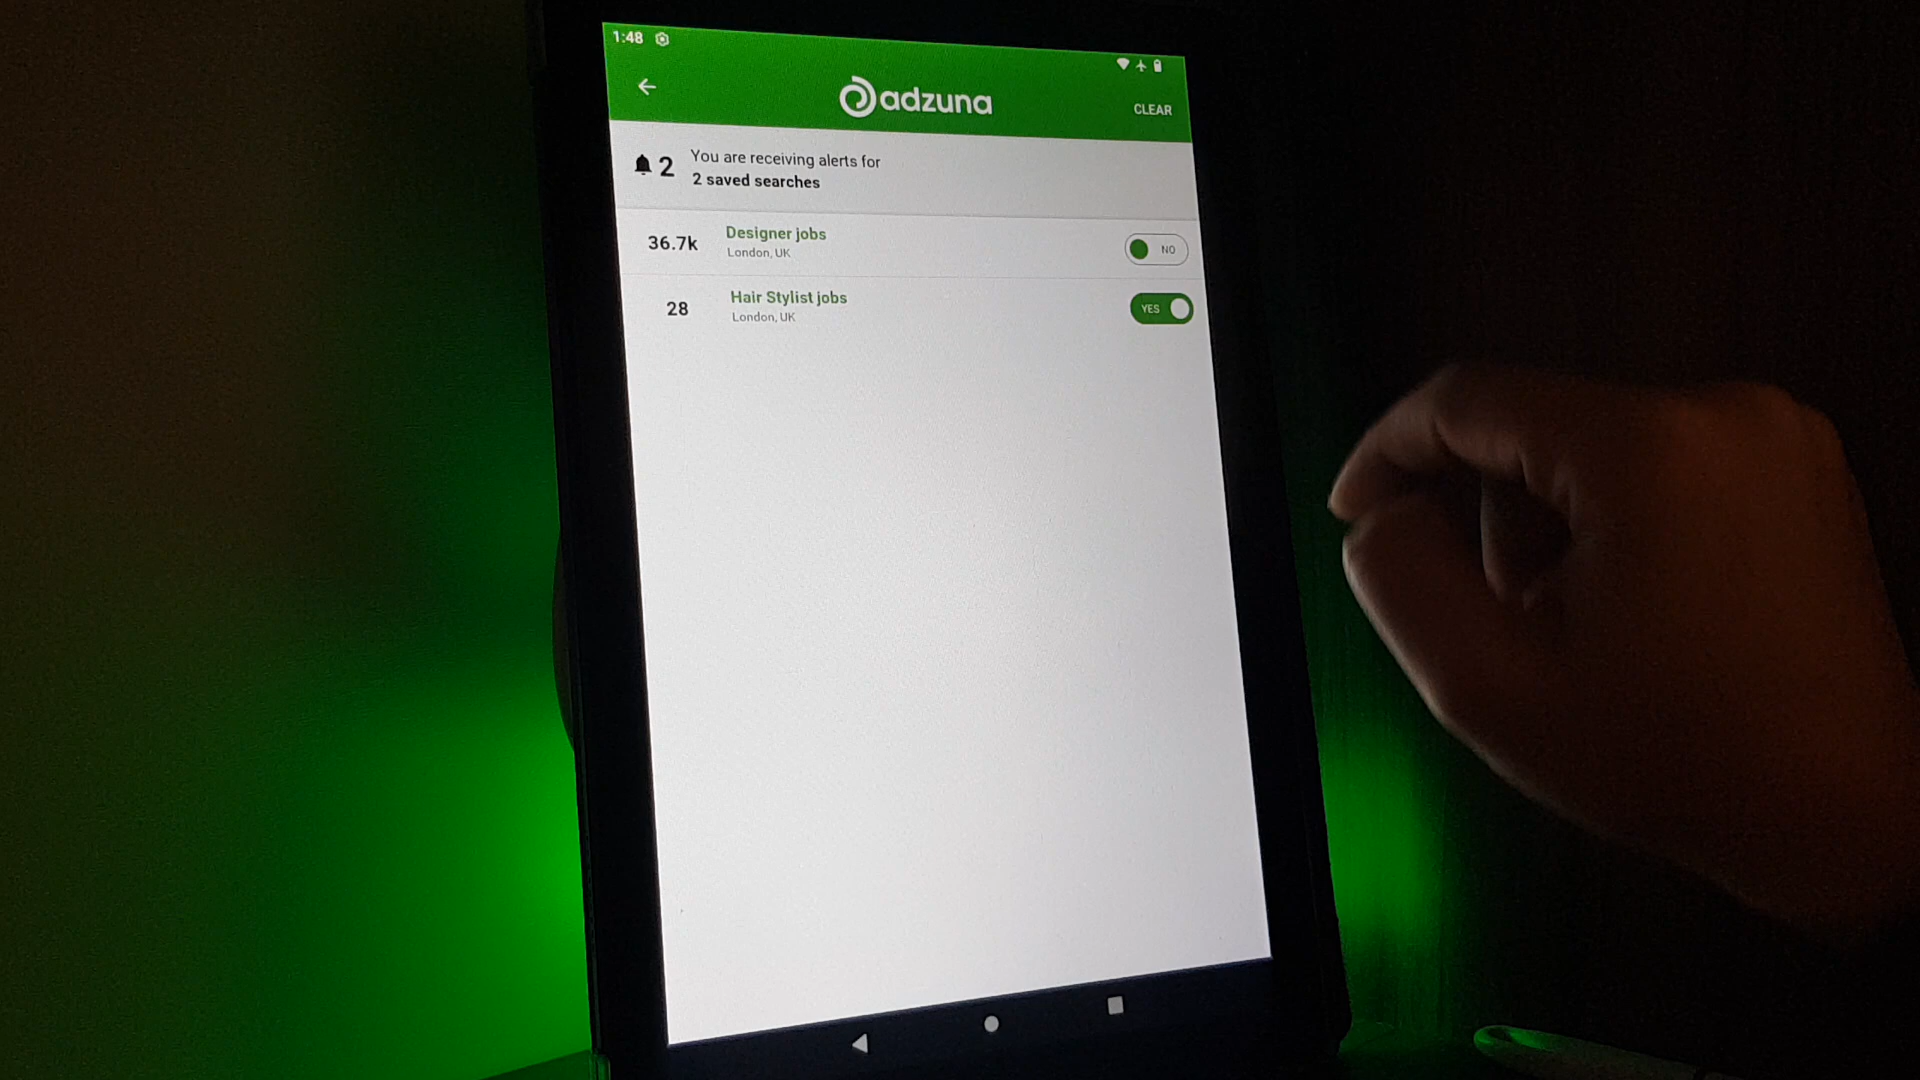 1:48
adzuna
CLEAR
2
You are receiving alerts for
2 saved searches
36.7k
Designer jobs
London, UK
NO
28
Hair Stylist jobs
London, UK
YES